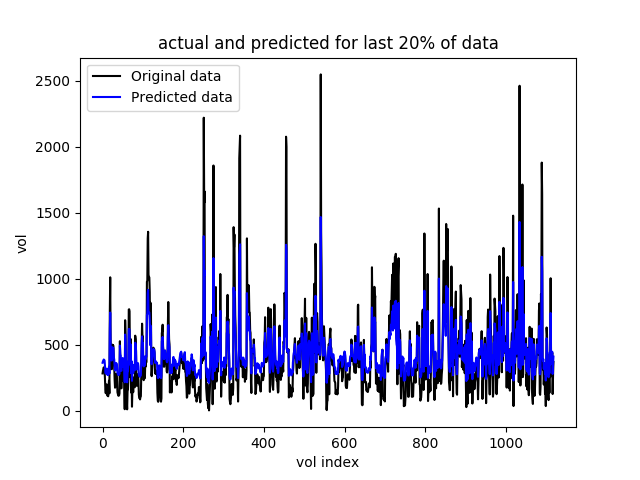 actual and predicted for last 20% of data
Original data
Predicted data
2500
2000
1500
1000
500
0
vol
0 200 400 600 800 1000
vol index